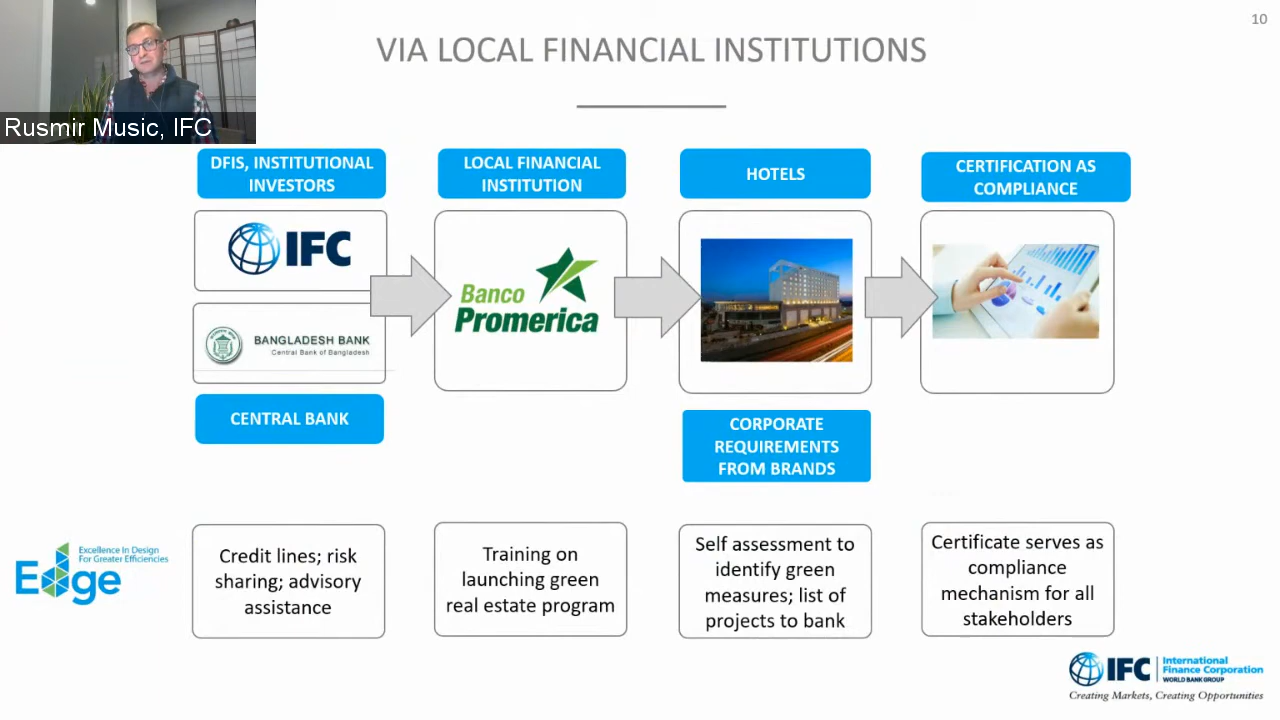 10
VIA LOCAL FINANCIAL INSTITUTIONS
Rusmir Music, IFC
DFIS, INSTITUTIONAL
INVESTORS
LOCAL FINANCIAL
INSTITUTION
HOTELS
CERTIFICATION AS
COMPLIANCE
IFC
Banco
Promerica
BANGLADESH BANK
Central Bank of Bangladesh
CENTRAL BANK
CORPORATE
REQUIREMENTS
FROM BRANDS
Edge
Excellence In Design
For Greater Efficiencies
Credit lines; risk
sharing; advisory
assistance
Training on
launching green
real estate program
Self assessment to
identify green
measures; list of
projects to bank
Certificate serves as
compliance
mechanism for all
stakeholders
IFC
International
Finance Corporation
WORLD BANK GROUP
Creating Markets, Creating Opportunities